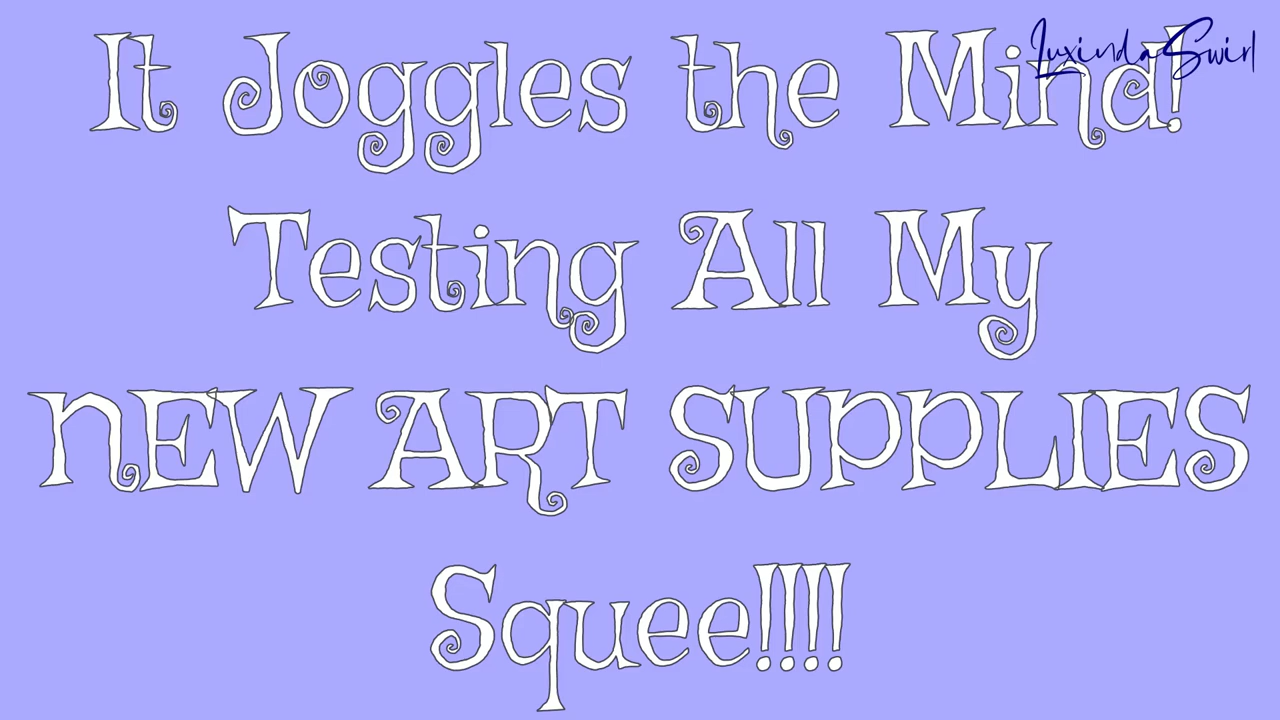 It Joggles the Mind!
LuxindaSwirl
Testing All My
NEW ART SUPPLIES
Squee!!!!